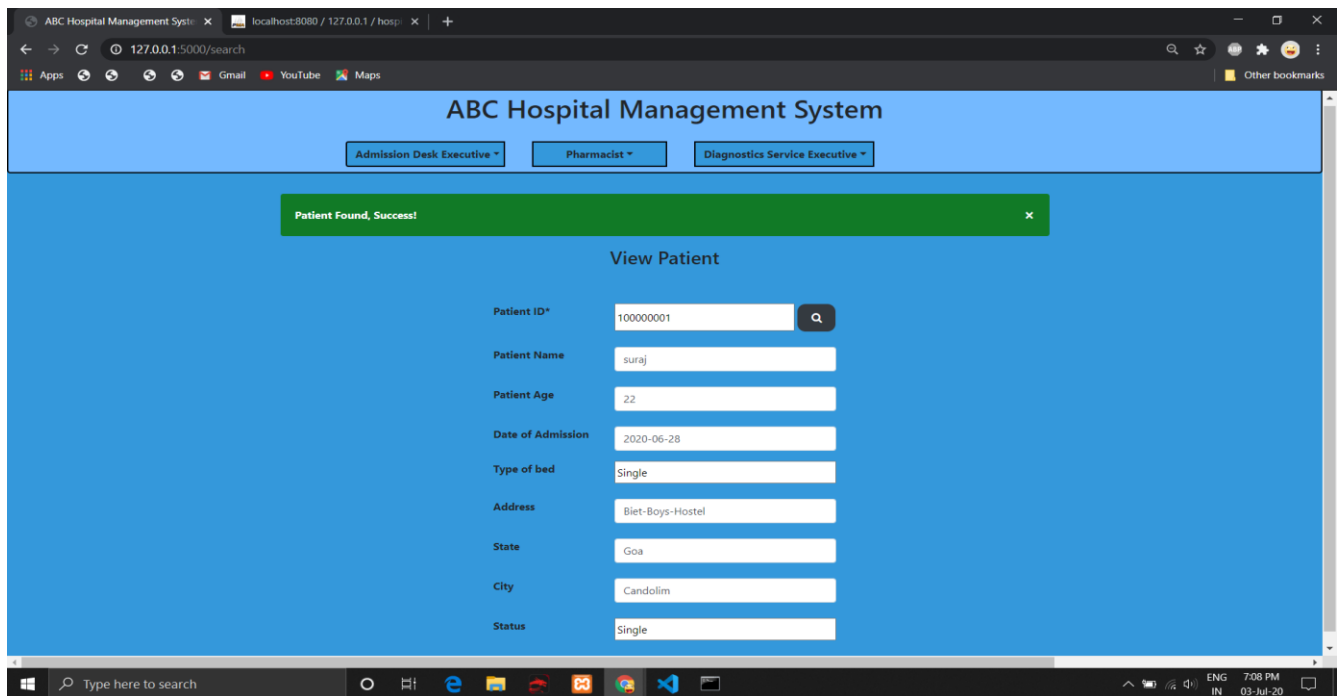 ABC Hospital Management Syste
localhost:8080 / 127.0.0.1 / hospi
127.0.0.1:5000/search
Apps Gmail YouTube Maps Other bookmarks
ABC Hospital Management System
Admission Desk Executive Pharmacist Diagnostics Service Executive
Patient Found, Success!
View Patient
Patient ID* 100000001
Patient Name suraj
Patient Age 22
Date of Admission 2020-06-28
Type of bed Single
Address Biet-Boys-Hostel
State Goa
City Candolim
Status Single
Type here to search
ENG 7:08 PM
IN 03-Jul-20